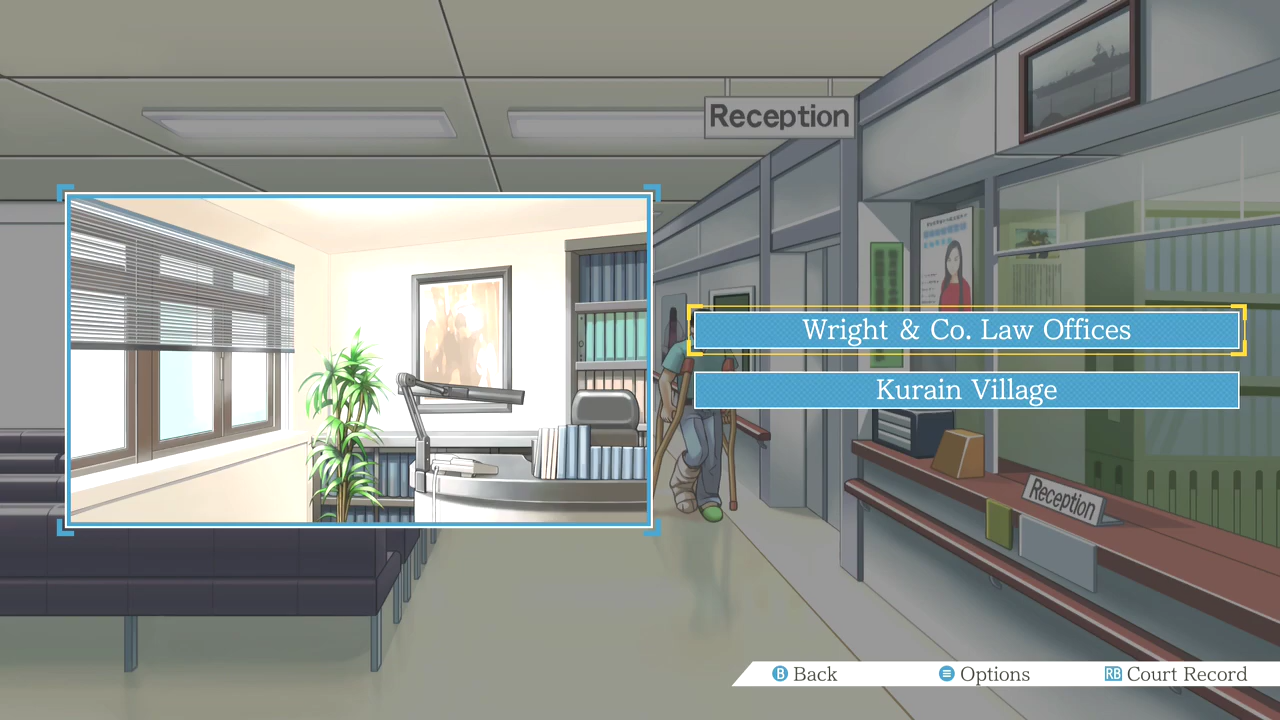 Reception
Wright & Co. Law Offices
Kurain Village
Reception
B Back
Options
RB Court Record